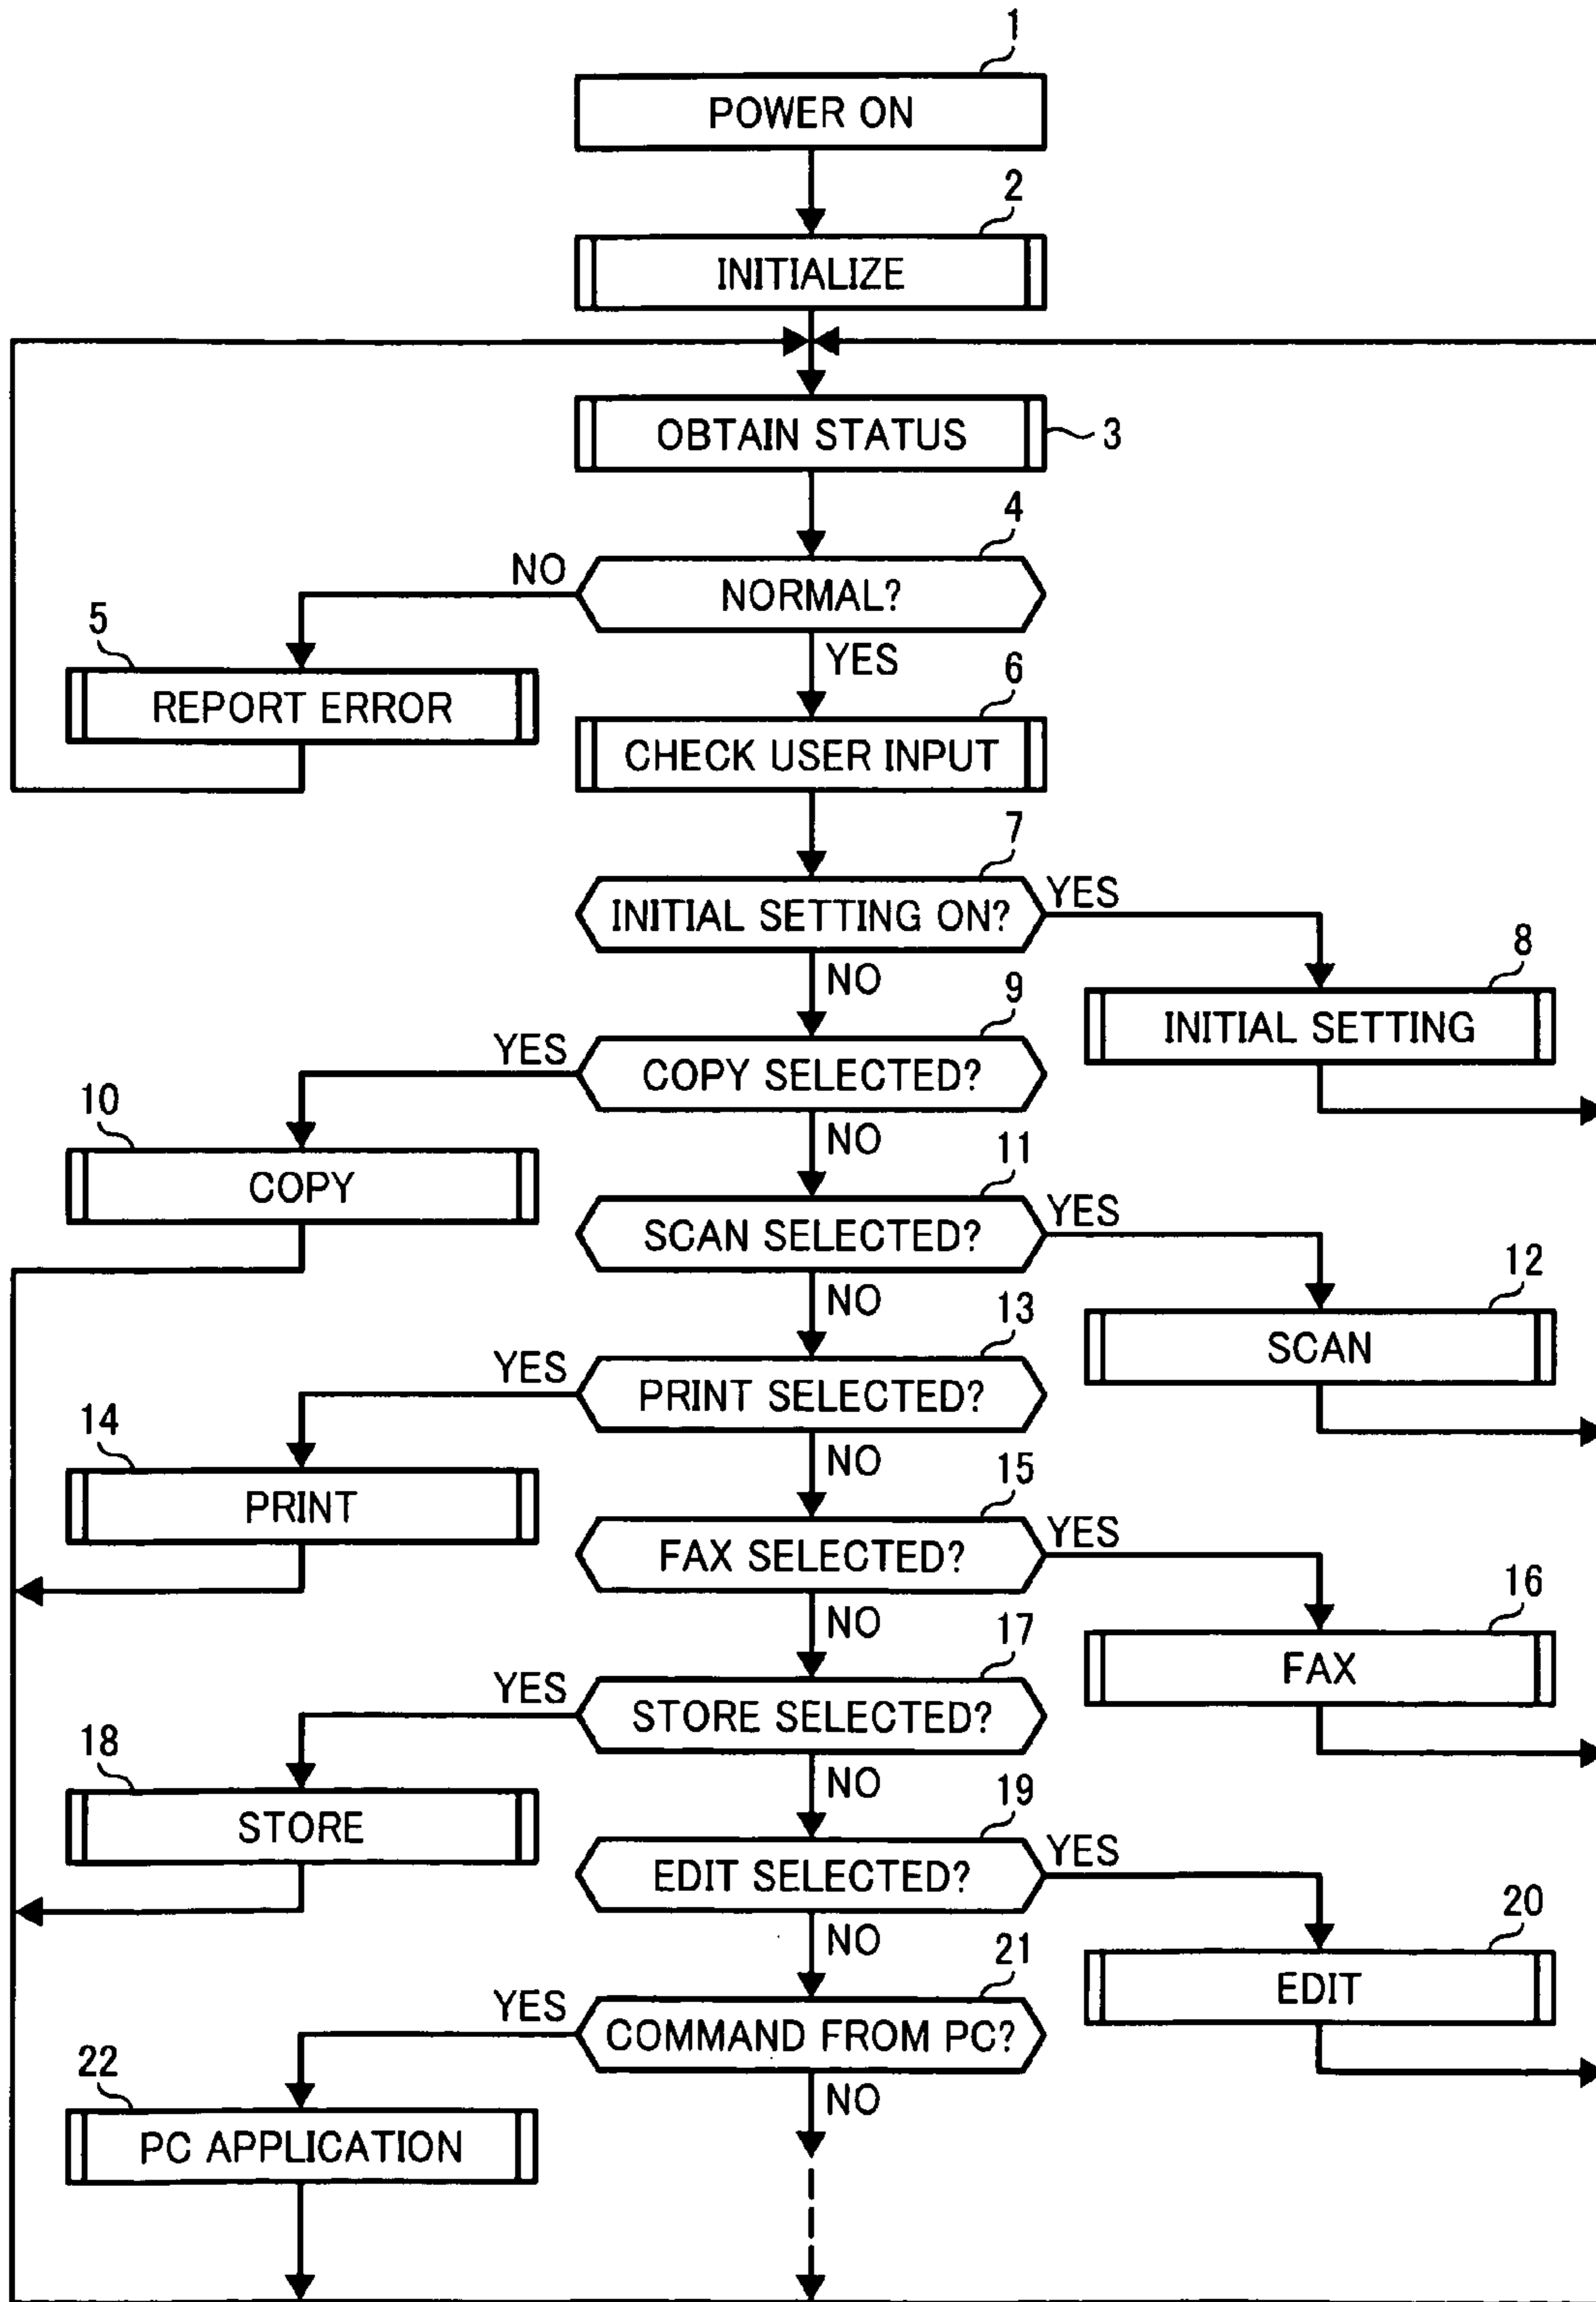 1
POWER ON
2
INITIALIZE
OBTAIN STATUS
3
4
NO
NORMAL?
5
YES
6
REPORT ERROR
CHECK USER INPUT
7
INITIAL SETTING ON?
YES
8
NO
9
INITIAL SETTING
YES
COPY SELECTED?
10
NO
11
COPY
SCAN SELECTED?
YES
12
NO
13
SCAN
YES
PRINT SELECTED?
14
NO
15
PRINT
FAX SELECTED?
YES
16
NO
17
FAX
YES
STORE SELECTED?
18
NO
19
STORE
EDIT SELECTED?
YES
20
NO
21
EDIT
YES
COMMAND FROM PC?
22
NO
PC APPLICATION